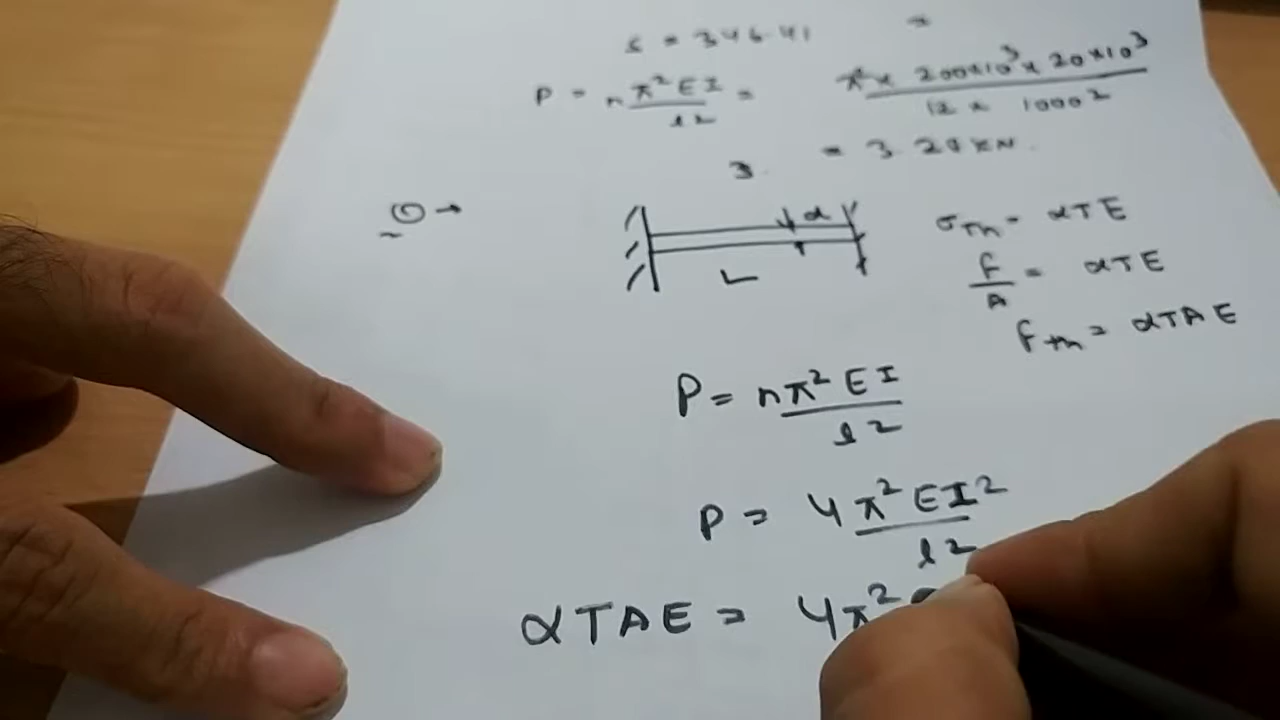 s = 346.41 =
P = nπ²EI / l² = π² x 200x10³ x 20x10³ / 12 x 1000²
3 = 3.29 KN.
①→
d
L
σTh = αTE
F/A = αTE
Fth = αTAE
P = nπ²EI / l²
P = 4π²EI² / l²
αTAE = 4π²